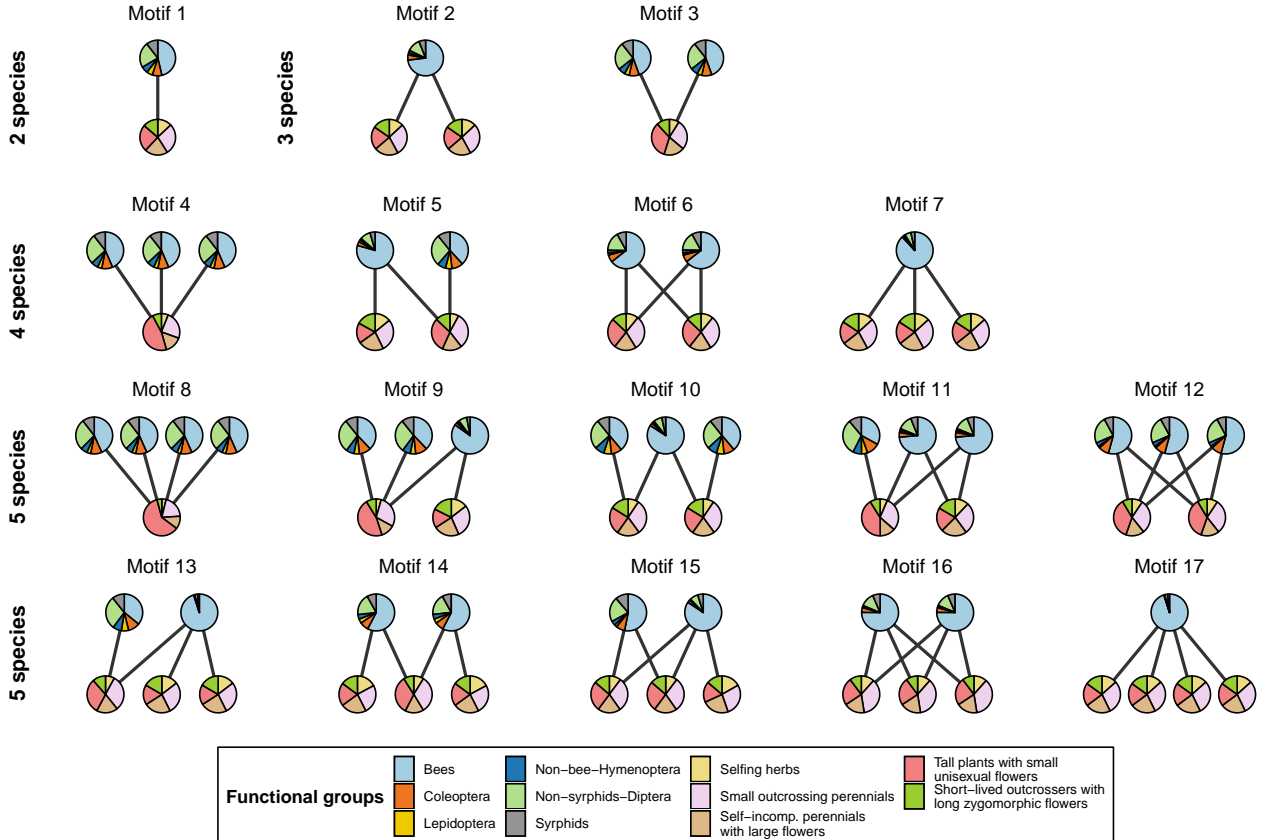 Motif 1
Motif 2
Motif 3
2 species
3 species
Motif 4
Motif 5
Motif 6
Motif 7
4 species
Motif 8
Motif 9
Motif 10
Motif 11
Motif 12
5 species
Motif 13
Motif 14
Motif 15
Motif 16
Motif 17
5 species
Functional groups
Bees
Coleoptera
Lepidoptera
Non−bee−Hymenoptera
Non−syrphids−Diptera
Syrphids
Selfing herbs
Small outcrossing perennials
Self−incomp. perennials
with large flowers
Tall plants with small
unisexual flowers
Short−lived outcrossers with
long zygomorphic flowers